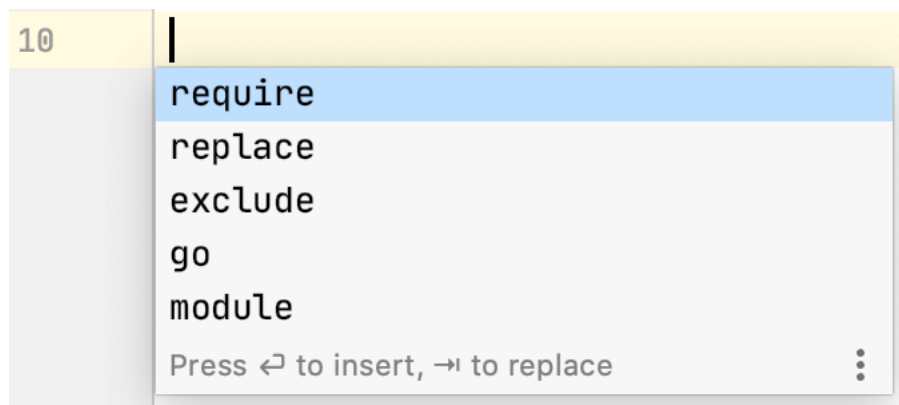 10
require
replace
exclude
go
module
Press ↵ to insert, ⇥ to replace